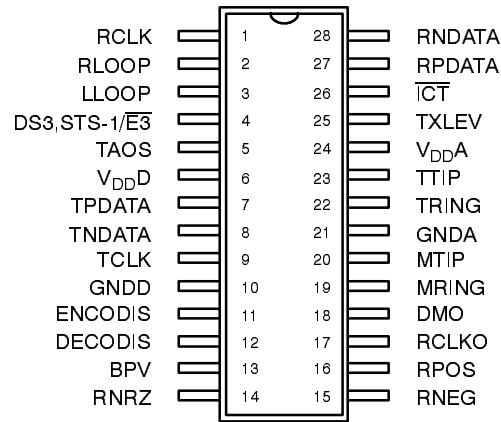 RCLK 1 28 RNDATA
RLOOP 2 27 RPDATA
LLOOP 3 26 I̅C̅T̅
DS3,STS-1/E̅3̅ 4 25 TXLEV
TAOS 5 24 VDDA
VDDD 6 23 TTIP
TPDATA 7 22 TRING
TNDATA 8 21 GNDA
TCLK 9 20 MTIP
GNDD 10 19 MRING
ENCODIS 11 18 DMO
DECODIS 12 17 RCLKO
BPV 13 16 RPOS
RNRZ 14 15 RNEG